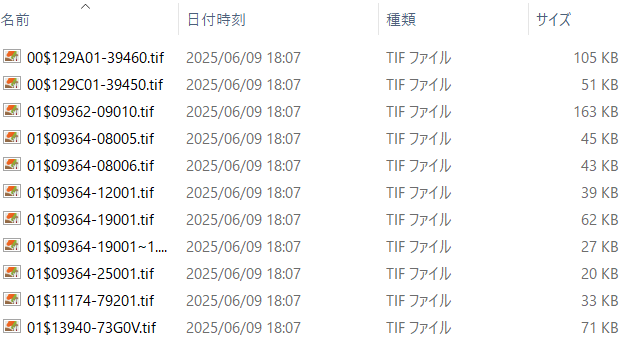 名前 日付時刻 種類 サイズ
00$129A01-39460.tif 2025/06/09 18:07 TIF ファイル 105 KB
00$129C01-39450.tif 2025/06/09 18:07 TIF ファイル 51 KB
01$09362-09010.tif 2025/06/09 18:07 TIF ファイル 163 KB
01$09364-08005.tif 2025/06/09 18:07 TIF ファイル 45 KB
01$09364-08006.tif 2025/06/09 18:07 TIF ファイル 43 KB
01$09364-12001.tif 2025/06/09 18:07 TIF ファイル 39 KB
01$09364-19001.tif 2025/06/09 18:07 TIF ファイル 62 KB
01$09364-19001~1.... 2025/06/09 18:07 TIF ファイル 27 KB
01$09364-25001.tif 2025/06/09 18:07 TIF ファイル 20 KB
01$11174-79201.tif 2025/06/09 18:07 TIF ファイル 33 KB
01$13940-73G0V.tif 2025/06/09 18:07 TIF ファイル 71 KB